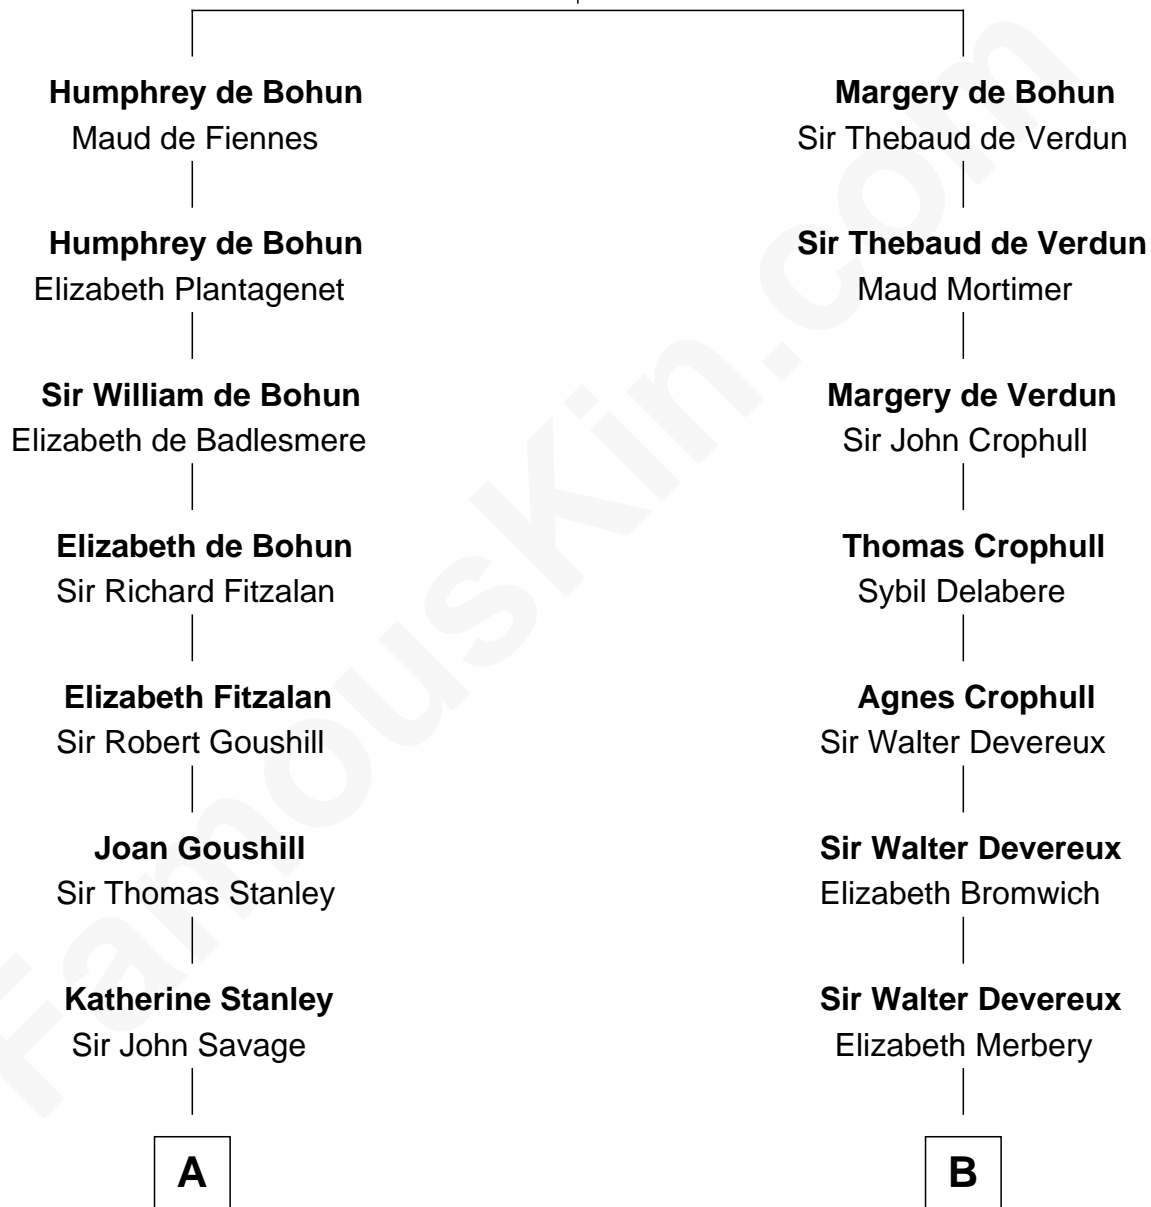 Humphrey de Bohun
Maud de Fiennes
Humphrey de Bohun
Elizabeth Plantagenet
Sir William de Bohun
Elizabeth de Badlesmere
Elizabeth de Bohun
Sir Richard Fitzalan
Elizabeth Fitzalan
Sir Robert Goushill
Joan Goushill
Sir Thomas Stanley
Katherine Stanley
Sir John Savage
A
Margery de Bohun
Sir Thebaud de Verdun
Sir Thebaud de Verdun
Maud Mortimer
Margery de Verdun
Sir John Crophull
Thomas Crophull
Sybil Delabere
Agnes Crophull
Sir Walter Devereux
Sir Walter Devereux
Elizabeth Bromwich
Sir Walter Devereux
Elizabeth Merbery
B
FamousKin.com